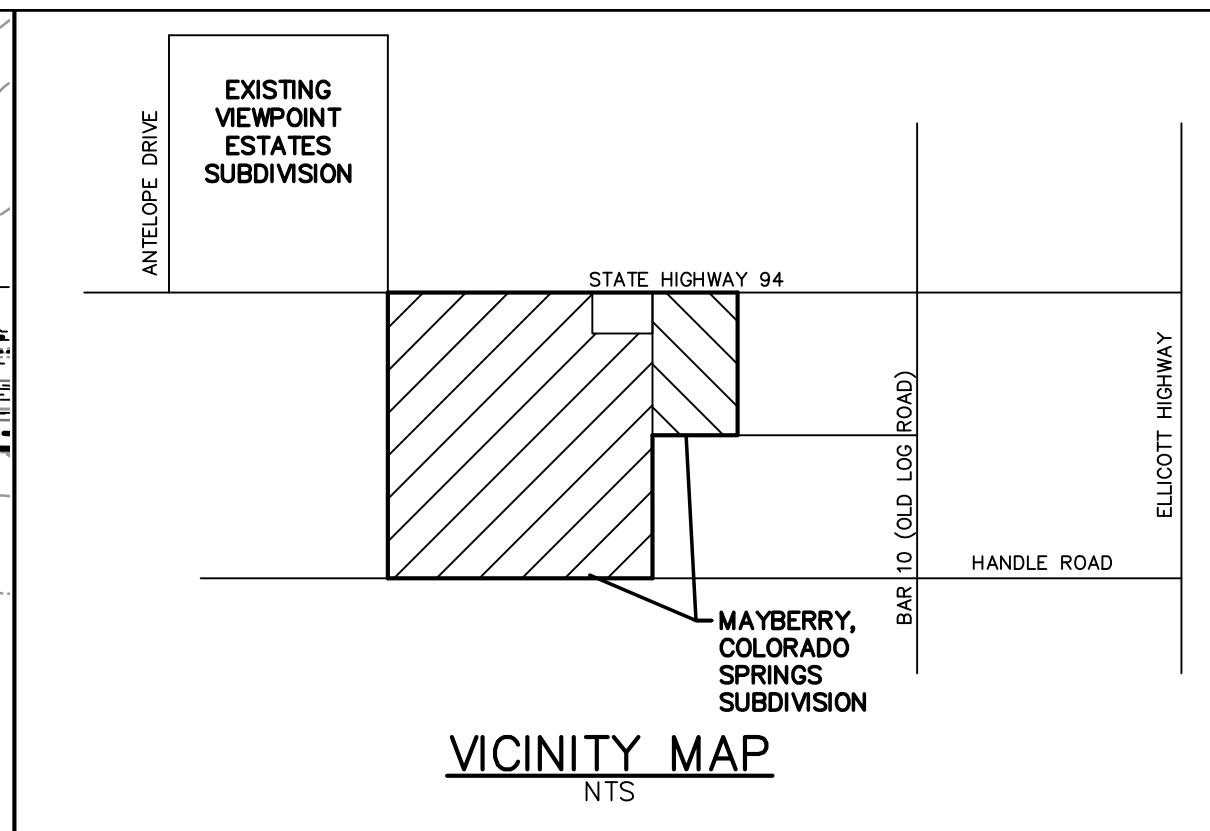 EXISTING
VIEWPOINT
ESTATES
SUBDIVISION
ANTELOPE DRIVE
STATE HIGHWAY 94
BAR 10 (OLD LOG ROAD)
ELLICOTT HIGHWAY
HANDLE ROAD
MAYBERRY,
COLORADO
SPRINGS
SUBDIVISION
VICINITY MAP
NTS